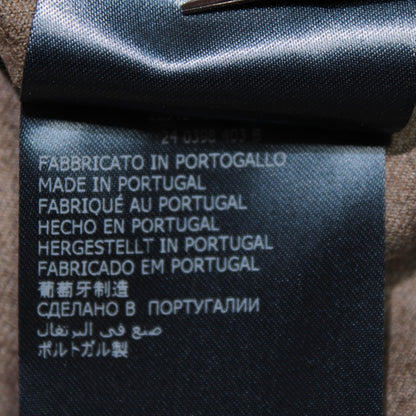 FABBRICATO IN PORTOGALLO
MADE IN PORTUGAL
FABRIQUÉ AU PORTUGAL
HECHO EN PORTUGAL
HERGESTELLT IN PORTUGAL
FABRICADO EM PORTUGAL
葡萄牙制造
СДЕЛАНО В ПОРТУГАЛИИ
صنع في البرتغال
ポルトガル製